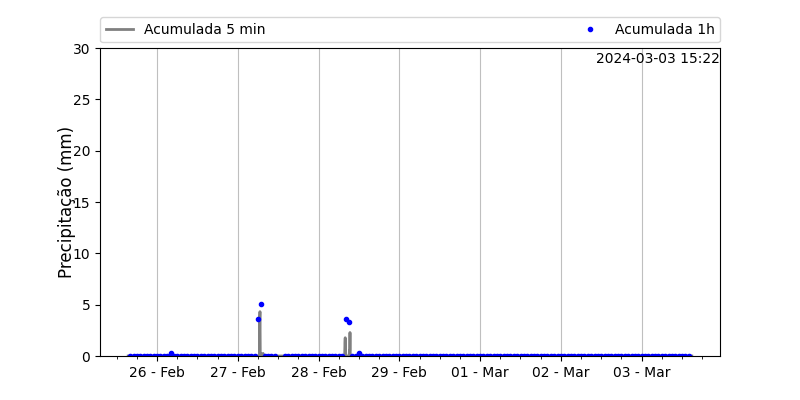 Acumulada 5 min
Acumulada 1h
2024-03-03 15:22
Precipitação (mm)
30
25
20
15
10
5
0
26 - Feb
27 - Feb
28 - Feb
29 - Feb
01 - Mar
02 - Mar
03 - Mar